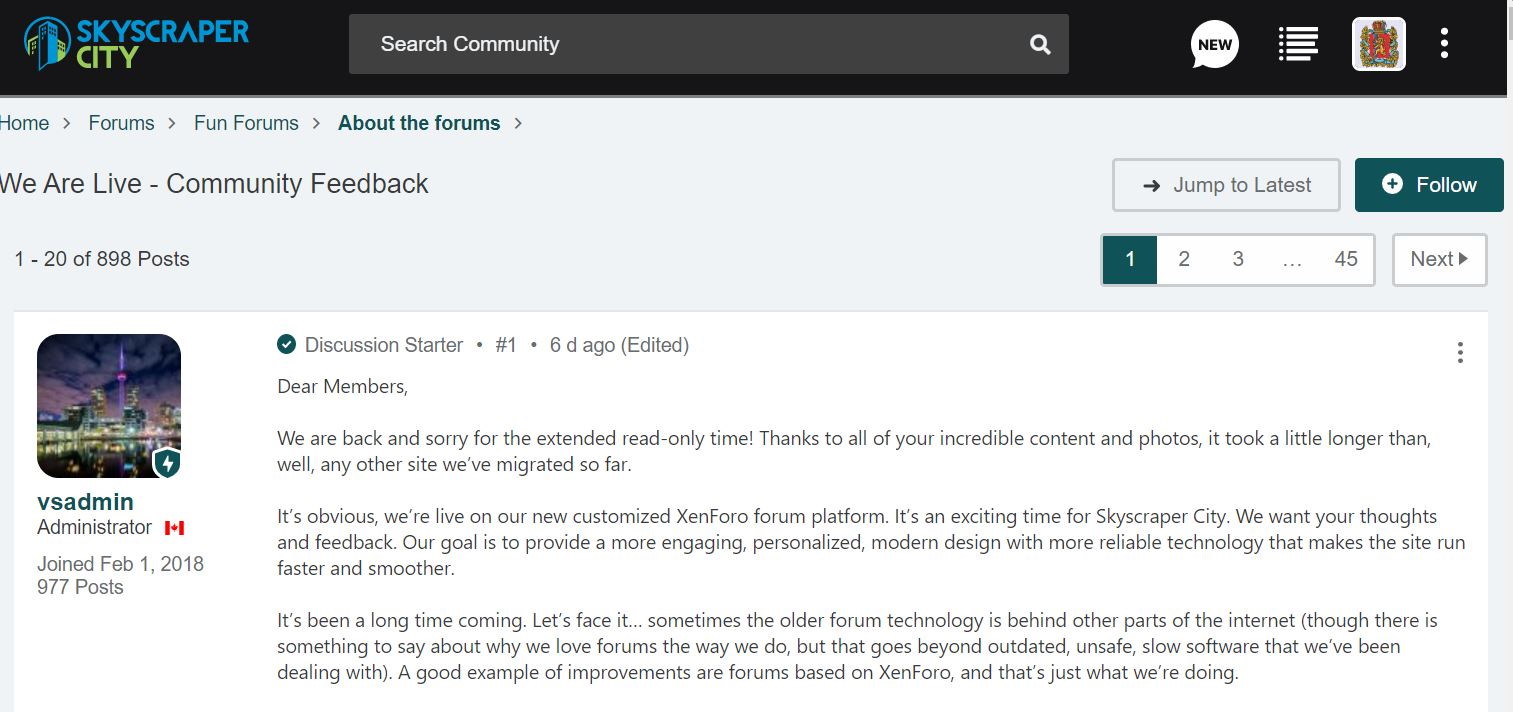 SKYSCRAPER
CITY
Search Community
NEW
Home > Forums > Fun Forums > About the forums >
We Are Live - Community Feedback
Jump to Latest
Follow
1 - 20 of 898 Posts
1 2 3 … 45 Next
Discussion Starter • #1 • 6 d ago (Edited)
Dear Members,
We are back and sorry for the extended read-only time! Thanks to all of your incredible content and photos, it took a little longer than,
well, any other site we’ve migrated so far.
vsadmin
Administrator
Joined Feb 1, 2018
977 Posts
It’s obvious, we’re live on our new customized XenForo forum platform. It’s an exciting time for Skyscraper City. We want your thoughts
and feedback. Our goal is to provide a more engaging, personalized, modern design with more reliable technology that makes the site run
faster and smoother.
It’s been a long time coming. Let’s face it… sometimes the older forum technology is behind other parts of the internet (though there is
something to say about why we love forums the way we do, but that goes beyond outdated, unsafe, slow software that we’ve been
dealing with). A good example of improvements are forums based on XenForo, and that’s just what we’re doing.